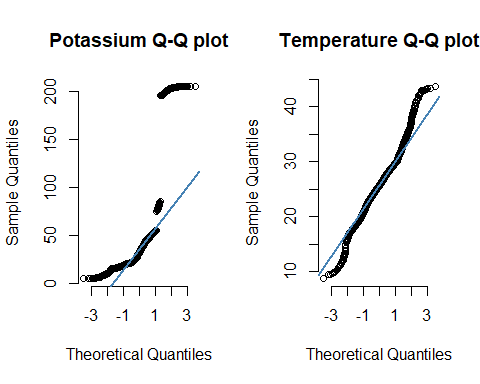 Potassium Q-Q plot
Sample Quantiles
200
150
100
50
0
-3 -1 1 3
Theoretical Quantiles
Temperature Q-Q plot
Sample Quantiles
40
30
20
10
-3 -1 1 3
Theoretical Quantiles